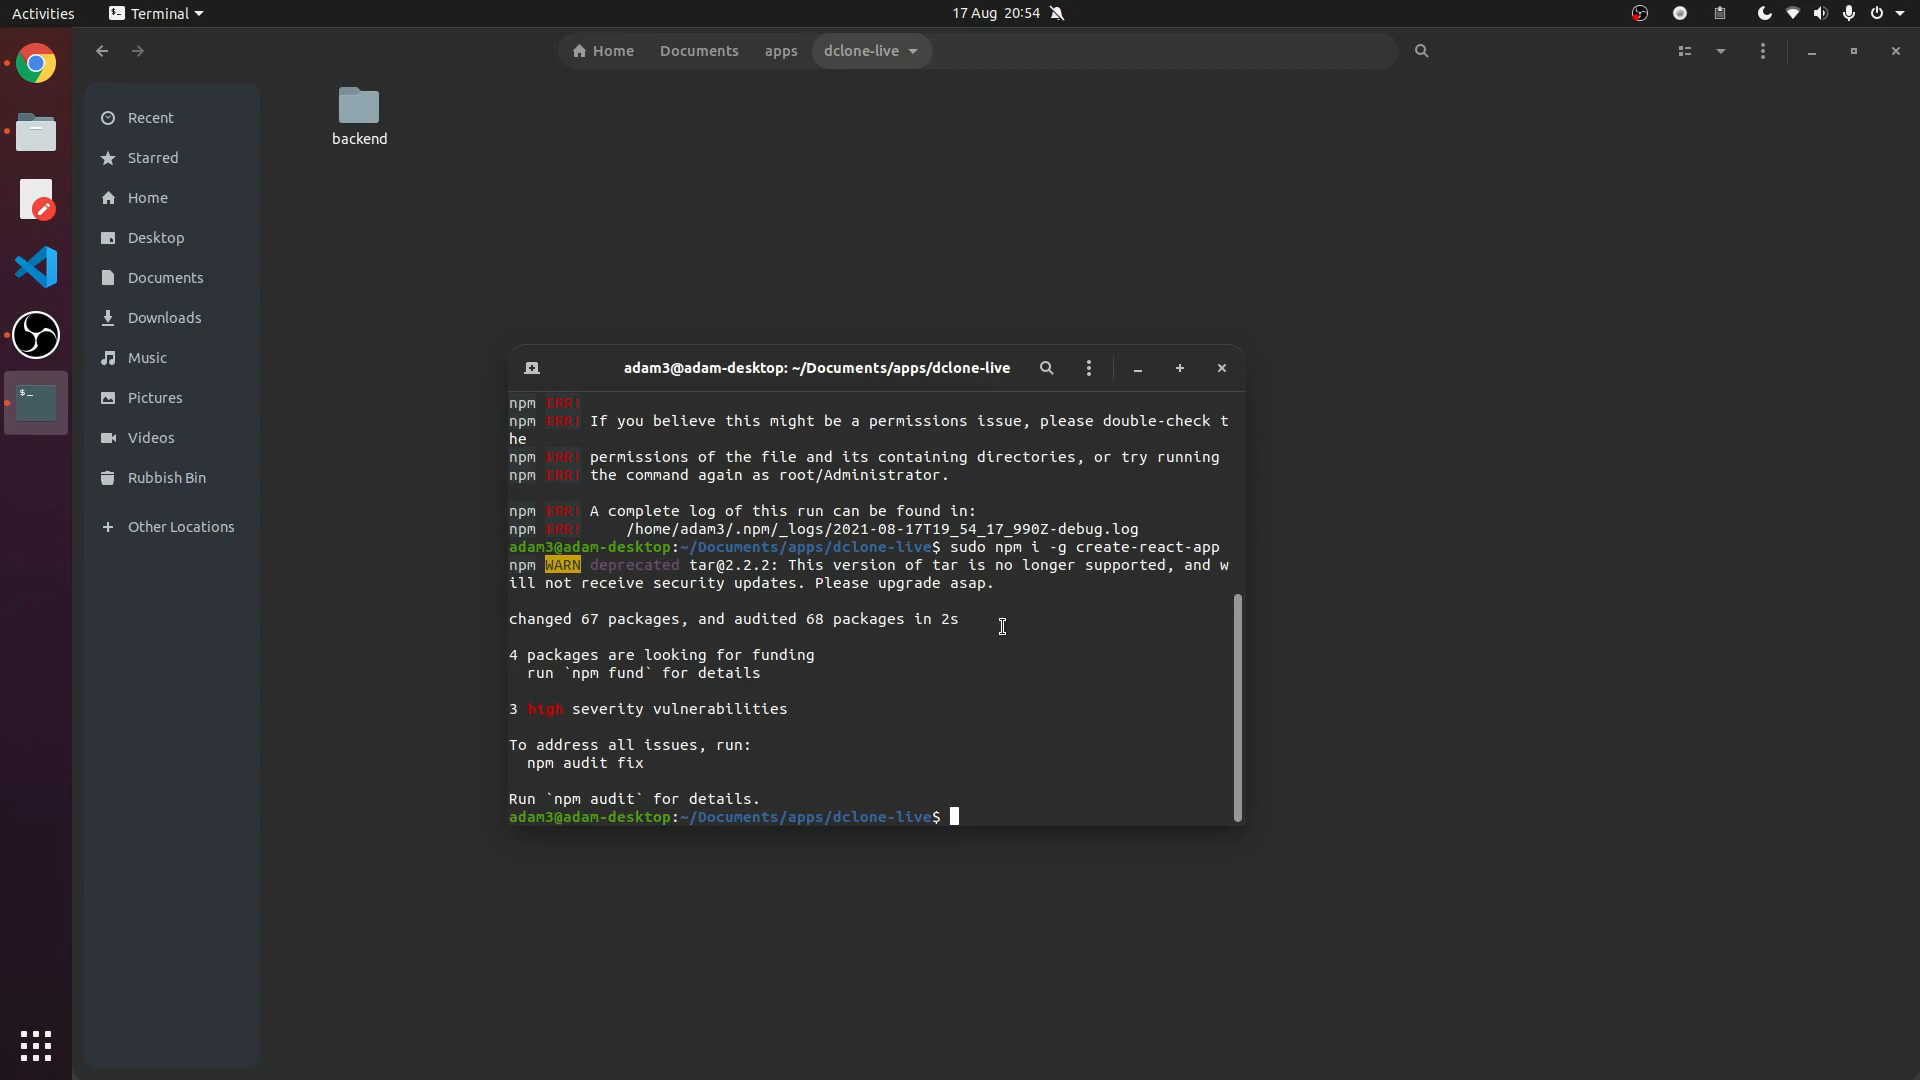 Activities
Terminal
17 Aug 20:54
Home Documents apps dclone-live
Recent
Starred
Home
Desktop
Documents
Downloads
Music
Pictures
Videos
Rubbish Bin
+ Other Locations
backend
adam3@adam-desktop: ~/Documents/apps/dclone-live
npm ERR!
npm ERR! If you believe this might be a permissions issue, please double-check t
he
npm ERR! permissions of the file and its containing directories, or try running
npm ERR! the command again as root/Administrator.
npm ERR! A complete log of this run can be found in:
npm ERR!     /home/adam3/.npm/_logs/2021-08-17T19_54_17_990Z-debug.log
adam3@adam-desktop:~/Documents/apps/dclone-live$ sudo npm i -g create-react-app
npm WARN deprecated tar@2.2.2: This version of tar is no longer supported, and w
ill not receive security updates. Please upgrade asap.
changed 67 packages, and audited 68 packages in 2s
4 packages are looking for funding
  run `npm fund` for details
3 high severity vulnerabilities
To address all issues, run:
  npm audit fix
Run `npm audit` for details.
adam3@adam-desktop:~/Documents/apps/dclone-live$